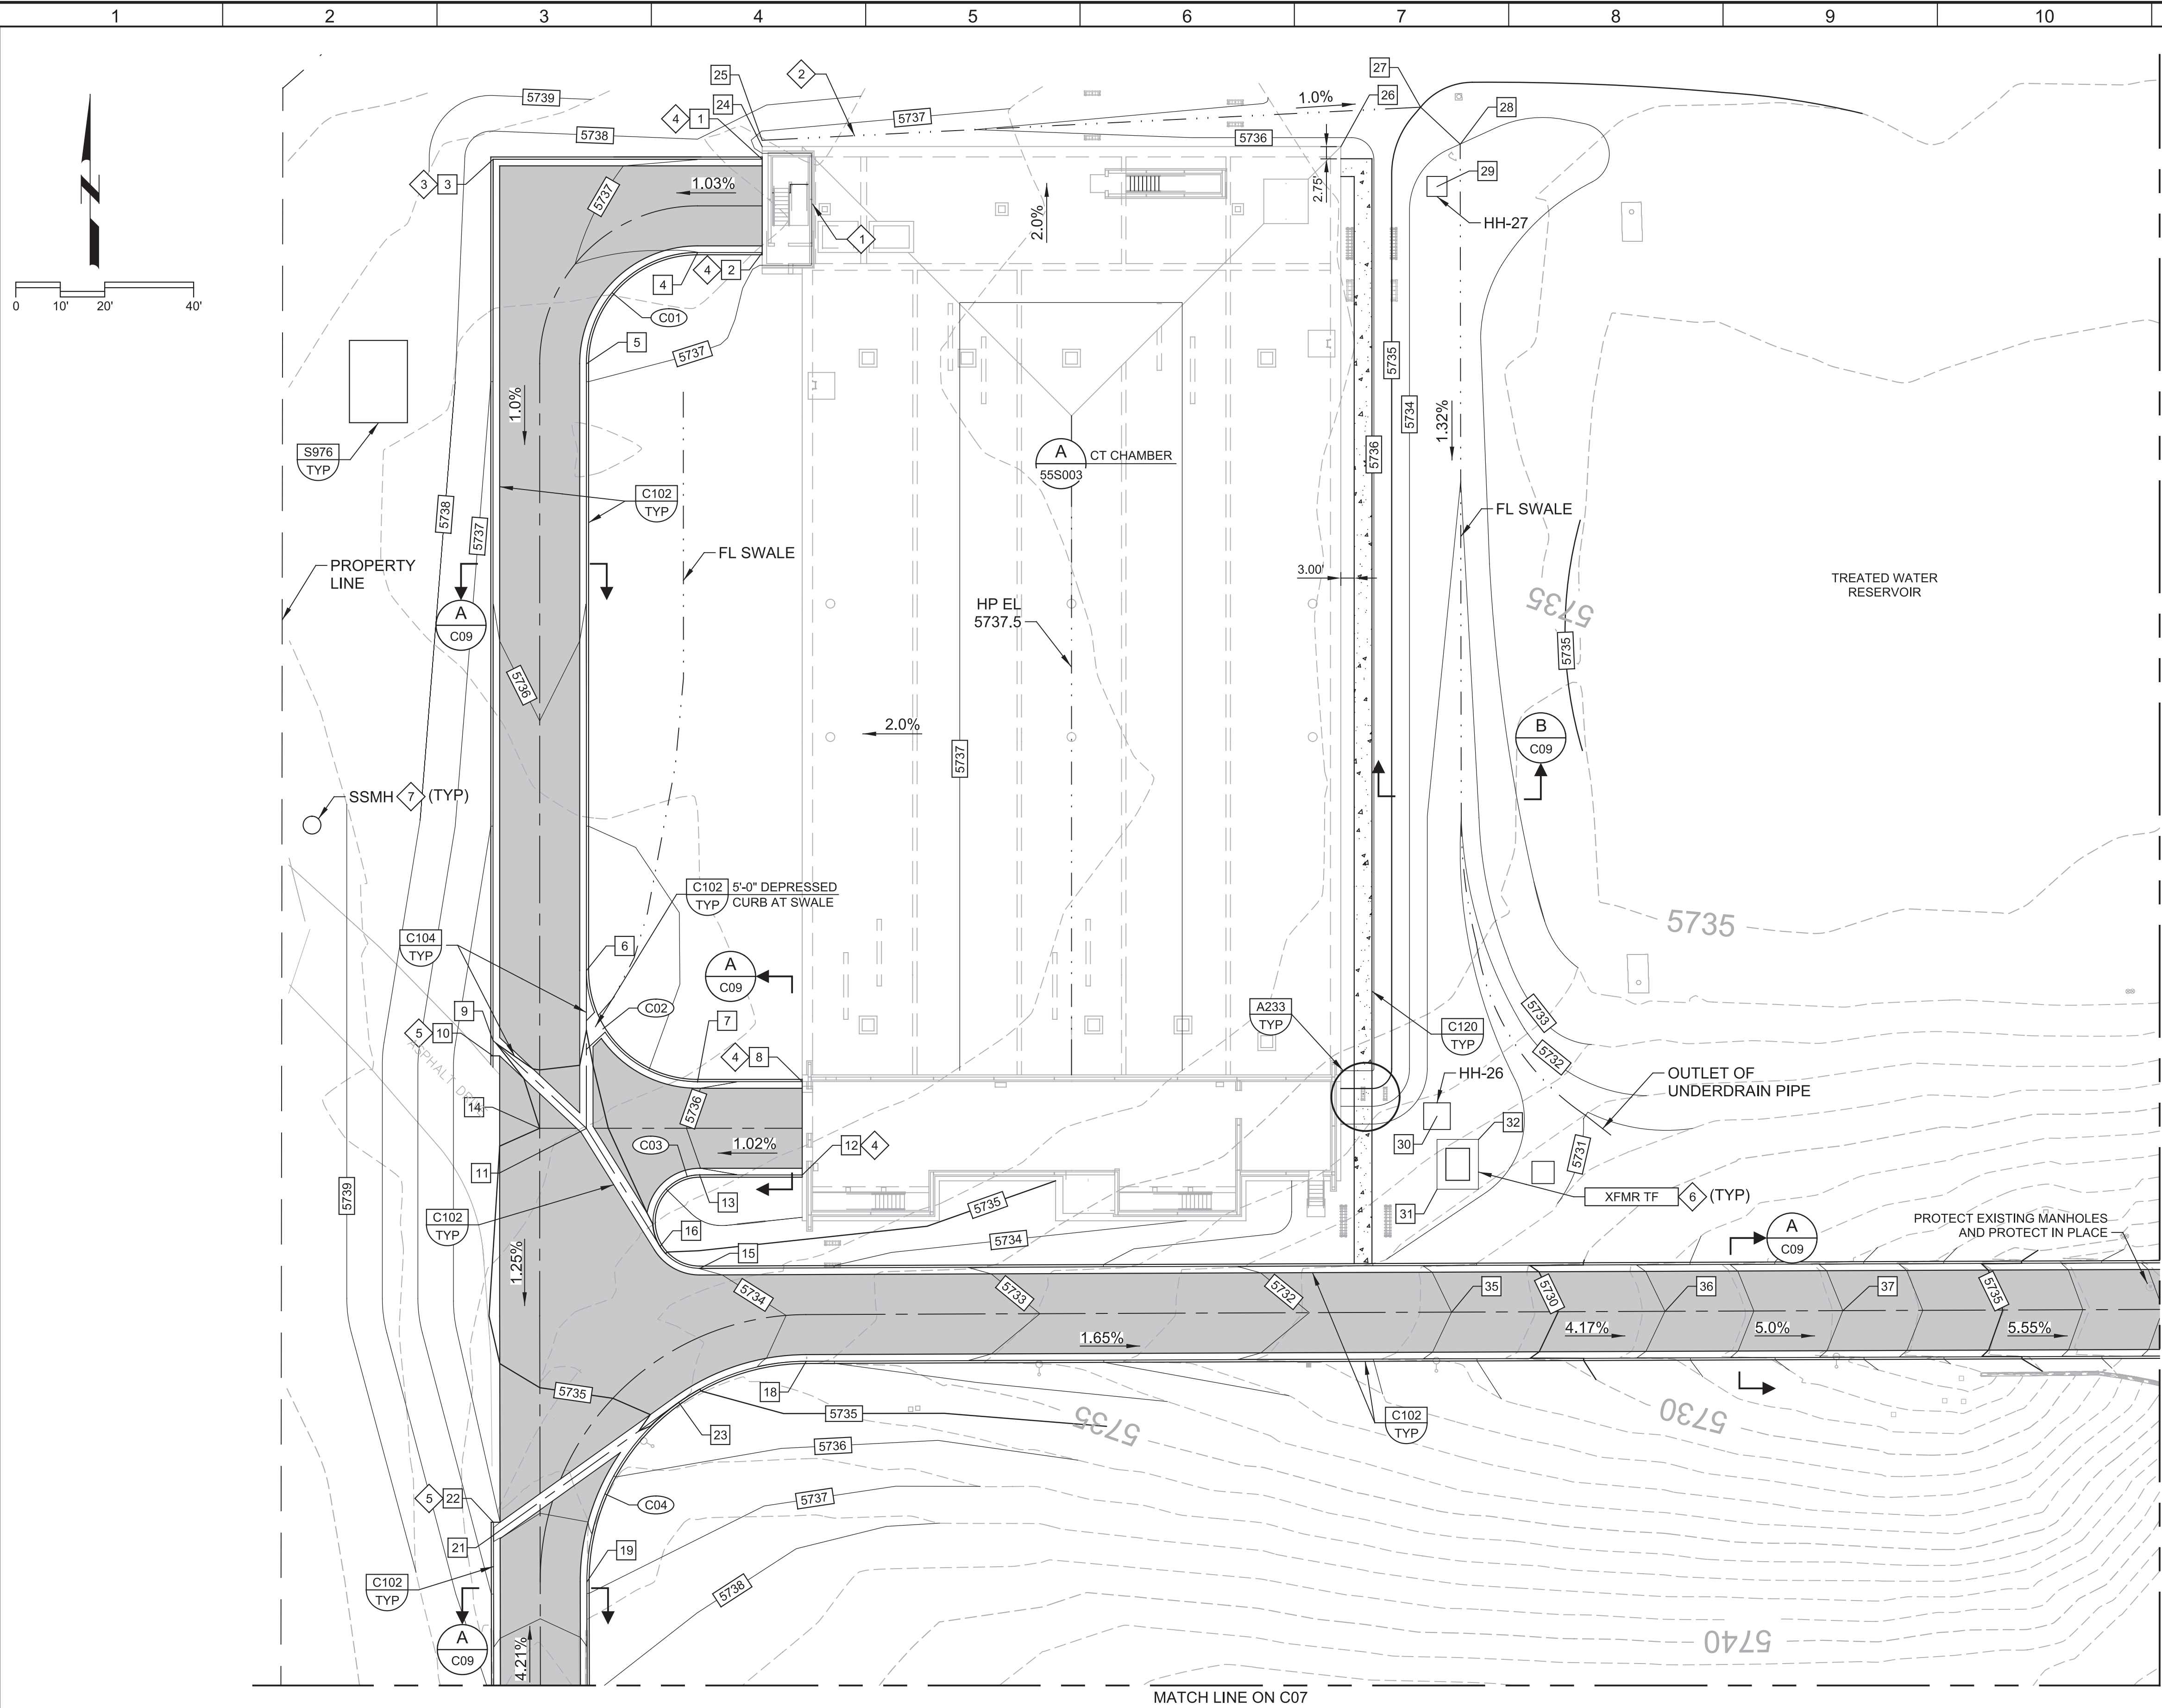 1 2 3 4 5 6 7 8 9 10
25
2
27
5739
24
1.0%
26
28
4 1
5737
5738
5736
3 3
1.03%
29
5737
2.75'
2.0%
HH-27
1
4 2
4
0 10' 20' 40'
C01
5
5737
5735
1.0%
5734
1.32%
S976
TYP
A
55S003
CT CHAMBER
5736
C102
TYP
5738
5737
FL SWALE
FL SWALE
PROPERTY
LINE
3.00'
TREATED WATER
RESERVOIR
5735
HP EL
5737.5
A
C09
5735
5736
2.0%
B
C09
5737
SSMH 7 (TYP)
C102
TYP
5'-0" DEPRESSED
CURB AT SWALE
5735
C104
TYP
6
A
C09
9
C02
7
A233
TYP
5733
C120
TYP
5 10
4 8
5732
HH-26
OUTLET OF
UNDERDRAIN PIPE
14
5736
30
32
C03
1.02%
12 4
5731
11
13
XFMR TF 6 (TYP)
C102
TYP
5735
31
16
5734
PROTECT EXISTING MANHOLES
AND PROTECT IN PLACE
A
C09
15
1.25%
5734
5733
5732
35
5730
36
37
5735
1.65%
4.17%
5.0%
5.55%
5735
18
5735
5735
5730
C102
TYP
23
5736
5 22
C04
5737
21
19
C102
TYP
5738
A
C09
4.21%
5740
MATCH LINE ON C07